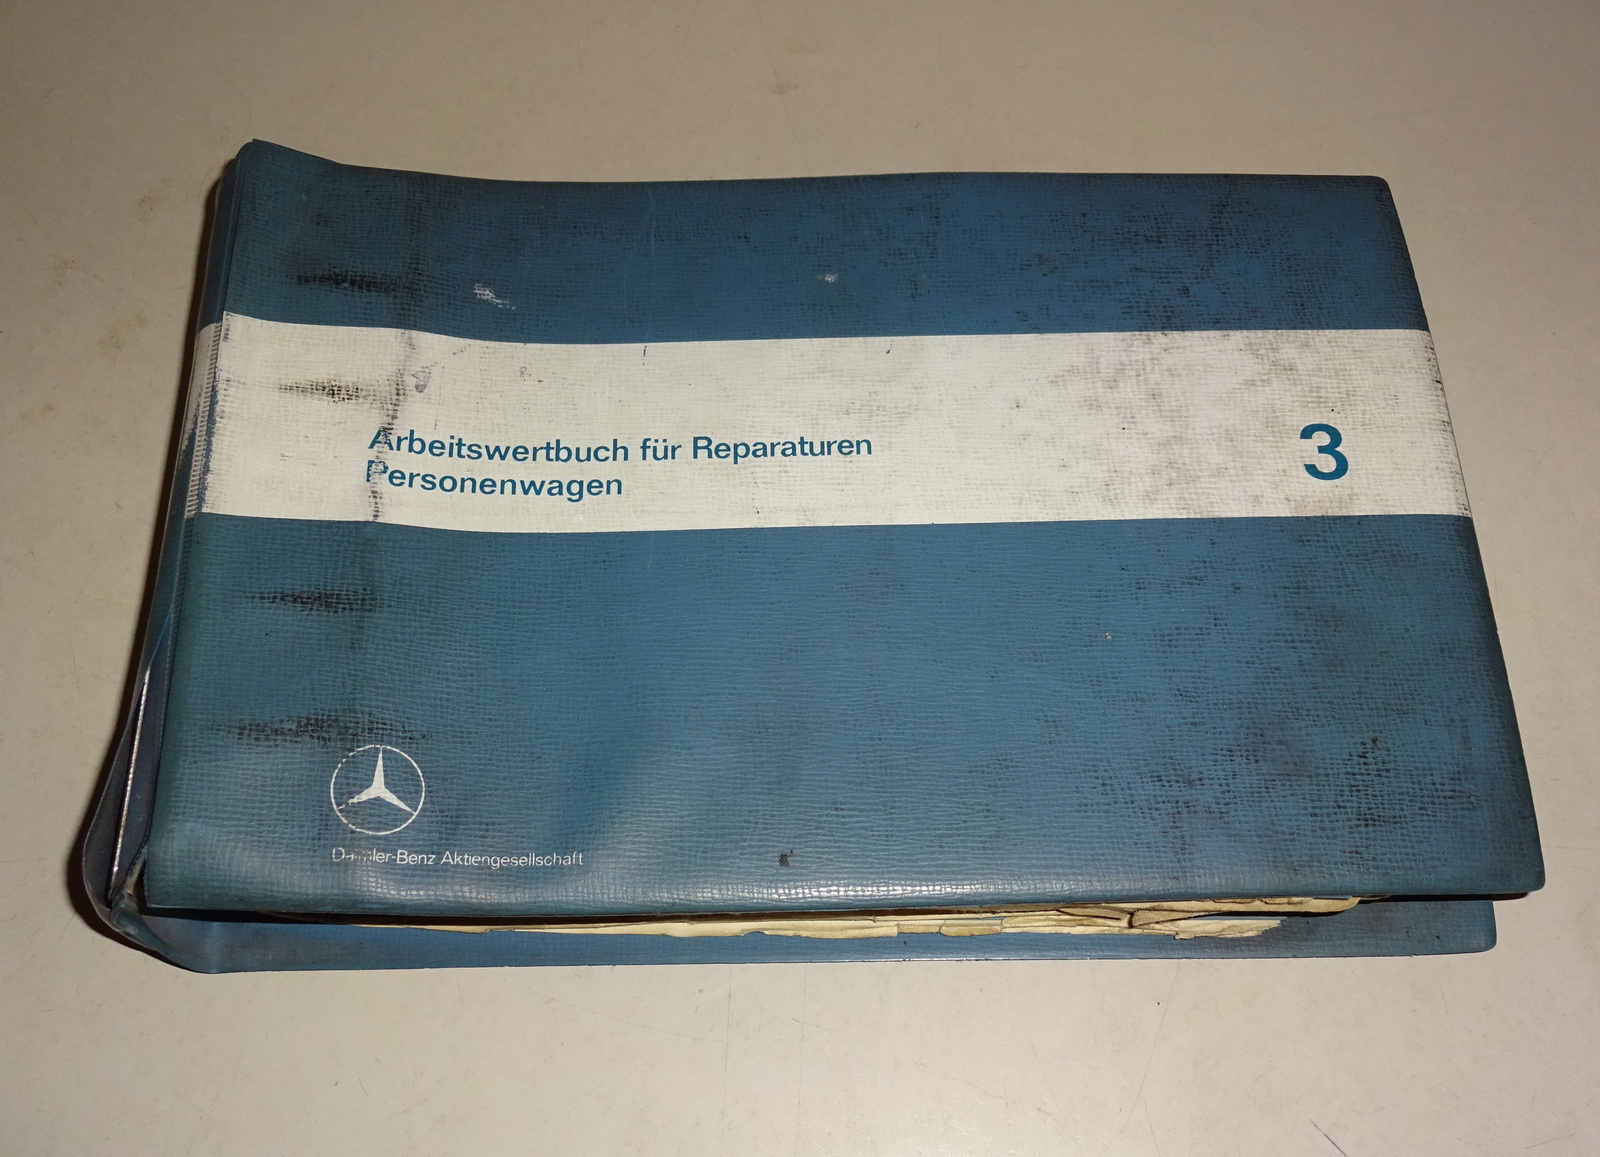 Arbeitswertbuch für Reparaturen
Personenwagen
3
Daimler-Benz Aktiengesellschaft